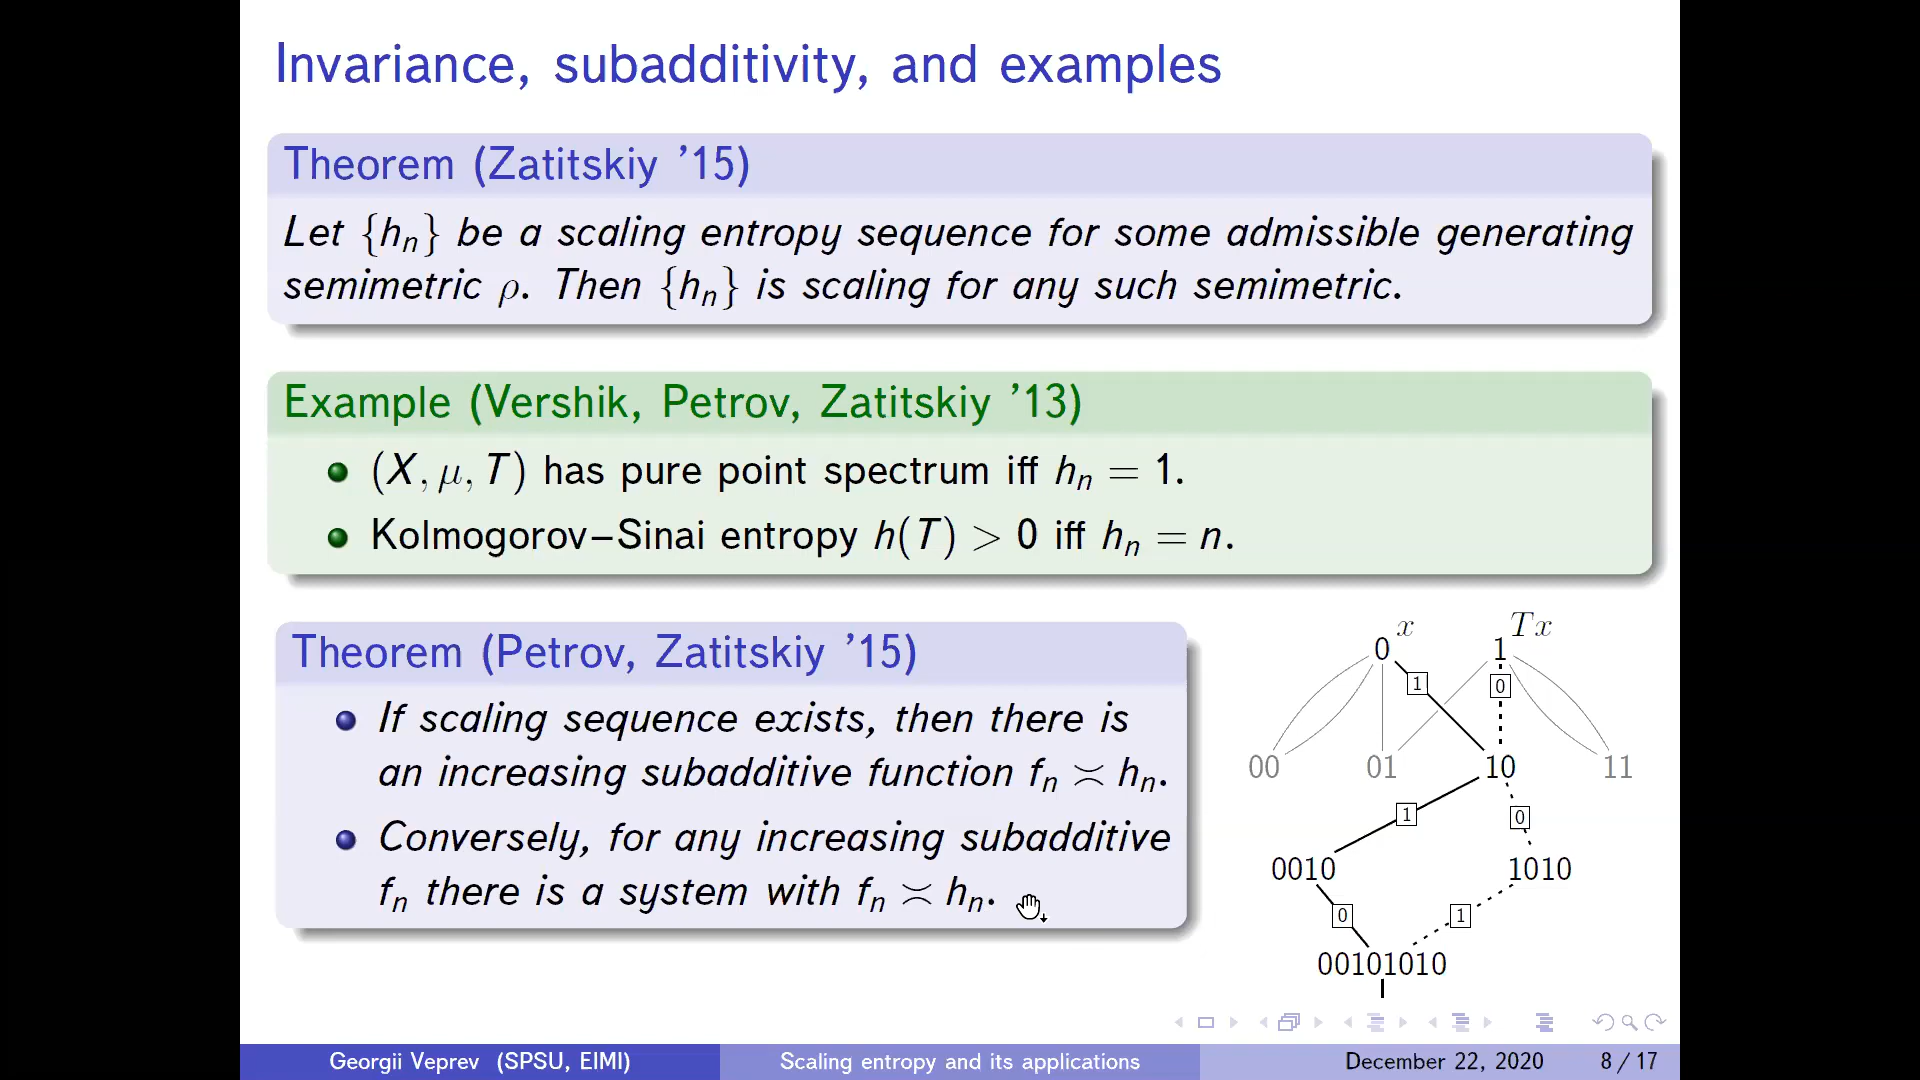 Invariance, subadditivity, and examples
Theorem (Zatitskiy ’15)
Let {hₙ} be a scaling entropy sequence for some admissible generating
semimetric ρ. Then {hₙ} is scaling for any such semimetric.
Example (Vershik, Petrov, Zatitskiy ’13)
(X, μ, T) has pure point spectrum iff hₙ = 1.
Kolmogorov–Sinai entropy h(T) > 0 iff hₙ = n.
Theorem (Petrov, Zatitskiy ’15)
If scaling sequence exists, then there is
an increasing subadditive function fₙ ≍ hₙ.
Conversely, for any increasing subadditive
fₙ there is a system with fₙ ≍ hₙ.
x Tx
0 1
1 0
00 01 10 11
1 0
0010 1010
0 1
00101010
Georgii Veprev (SPSU, EIMI) Scaling entropy and its applications December 22, 2020 8 / 17